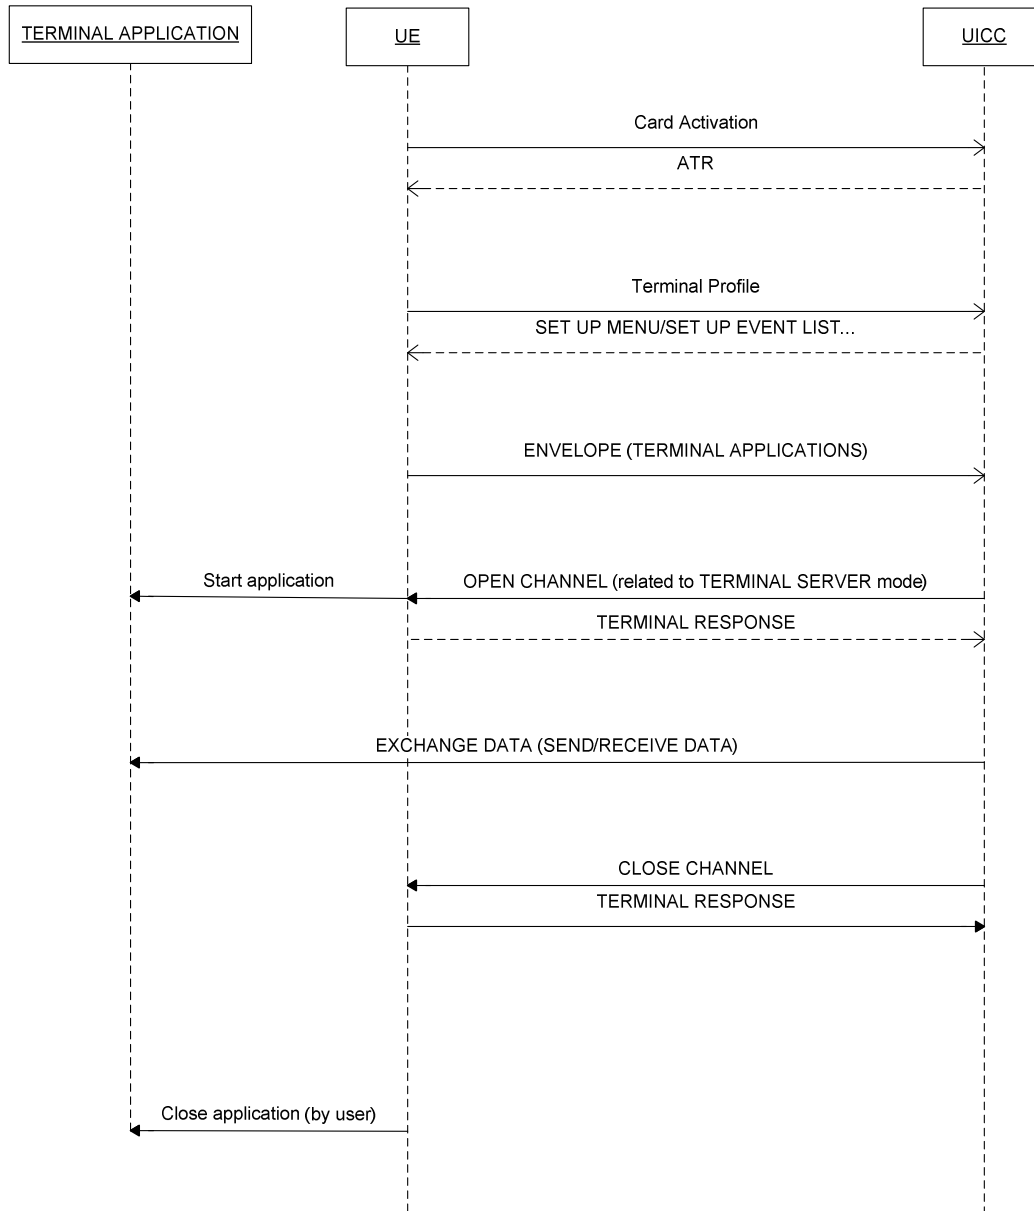 TERMINAL APPLICATION
UE
UICC
Card Activation
ATR
Terminal Profile
SET UP MENU/SET UP EVENT LIST...
ENVELOPE (TERMINAL APPLICATIONS)
Start application
OPEN CHANNEL (related to TERMINAL SERVER mode)
TERMINAL RESPONSE
EXCHANGE DATA (SEND/RECEIVE DATA)
CLOSE CHANNEL
TERMINAL RESPONSE
Close application (by user)